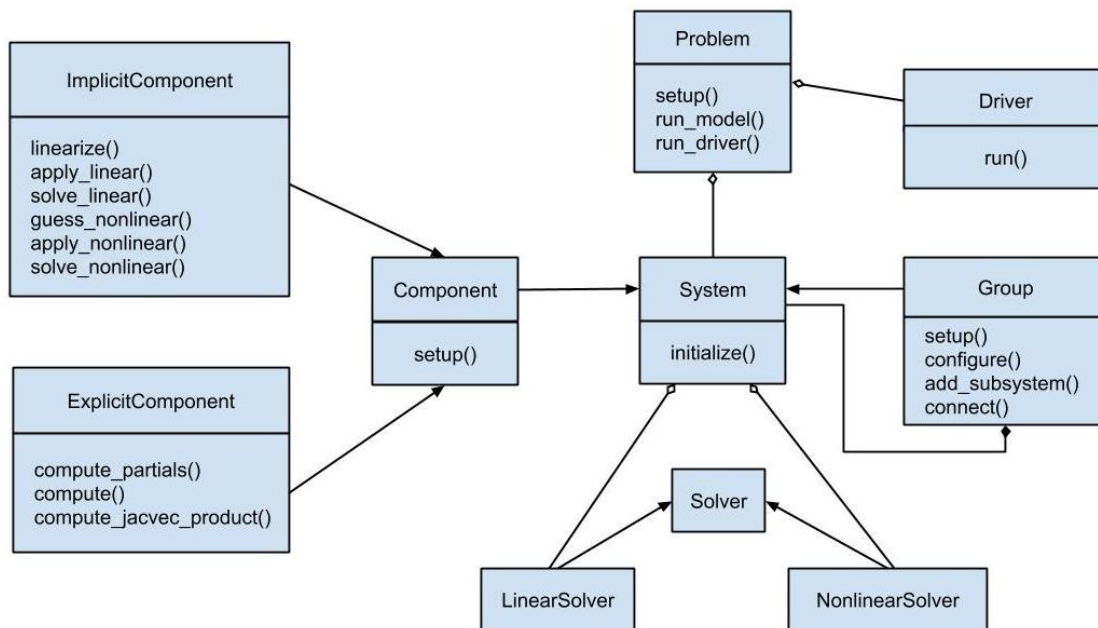 Problem
setup()
run_model()
run_driver()
Driver
run()
ImplicitComponent
linearize()
apply_linear()
solve_linear()
guess_nonlinear()
apply_nonlinear()
solve_nonlinear()
Component
setup()
System
initialize()
Group
setup()
configure()
add_subsystem()
connect()
ExplicitComponent
compute_partials()
compute()
compute_jacvec_product()
Solver
LinearSolver
NonlinearSolver